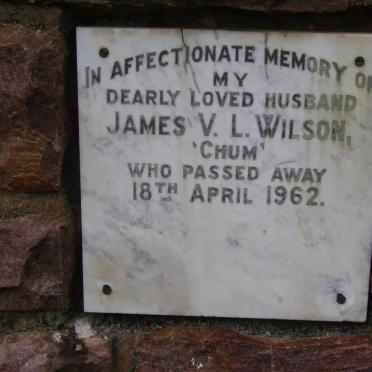 IN AFFECTIONATE MEMORY OF
MY
DEARLY LOVED HUSBAND
JAMES V. L. WILSON,
'CHUM'
WHO PASSED AWAY
18TH APRIL 1962.